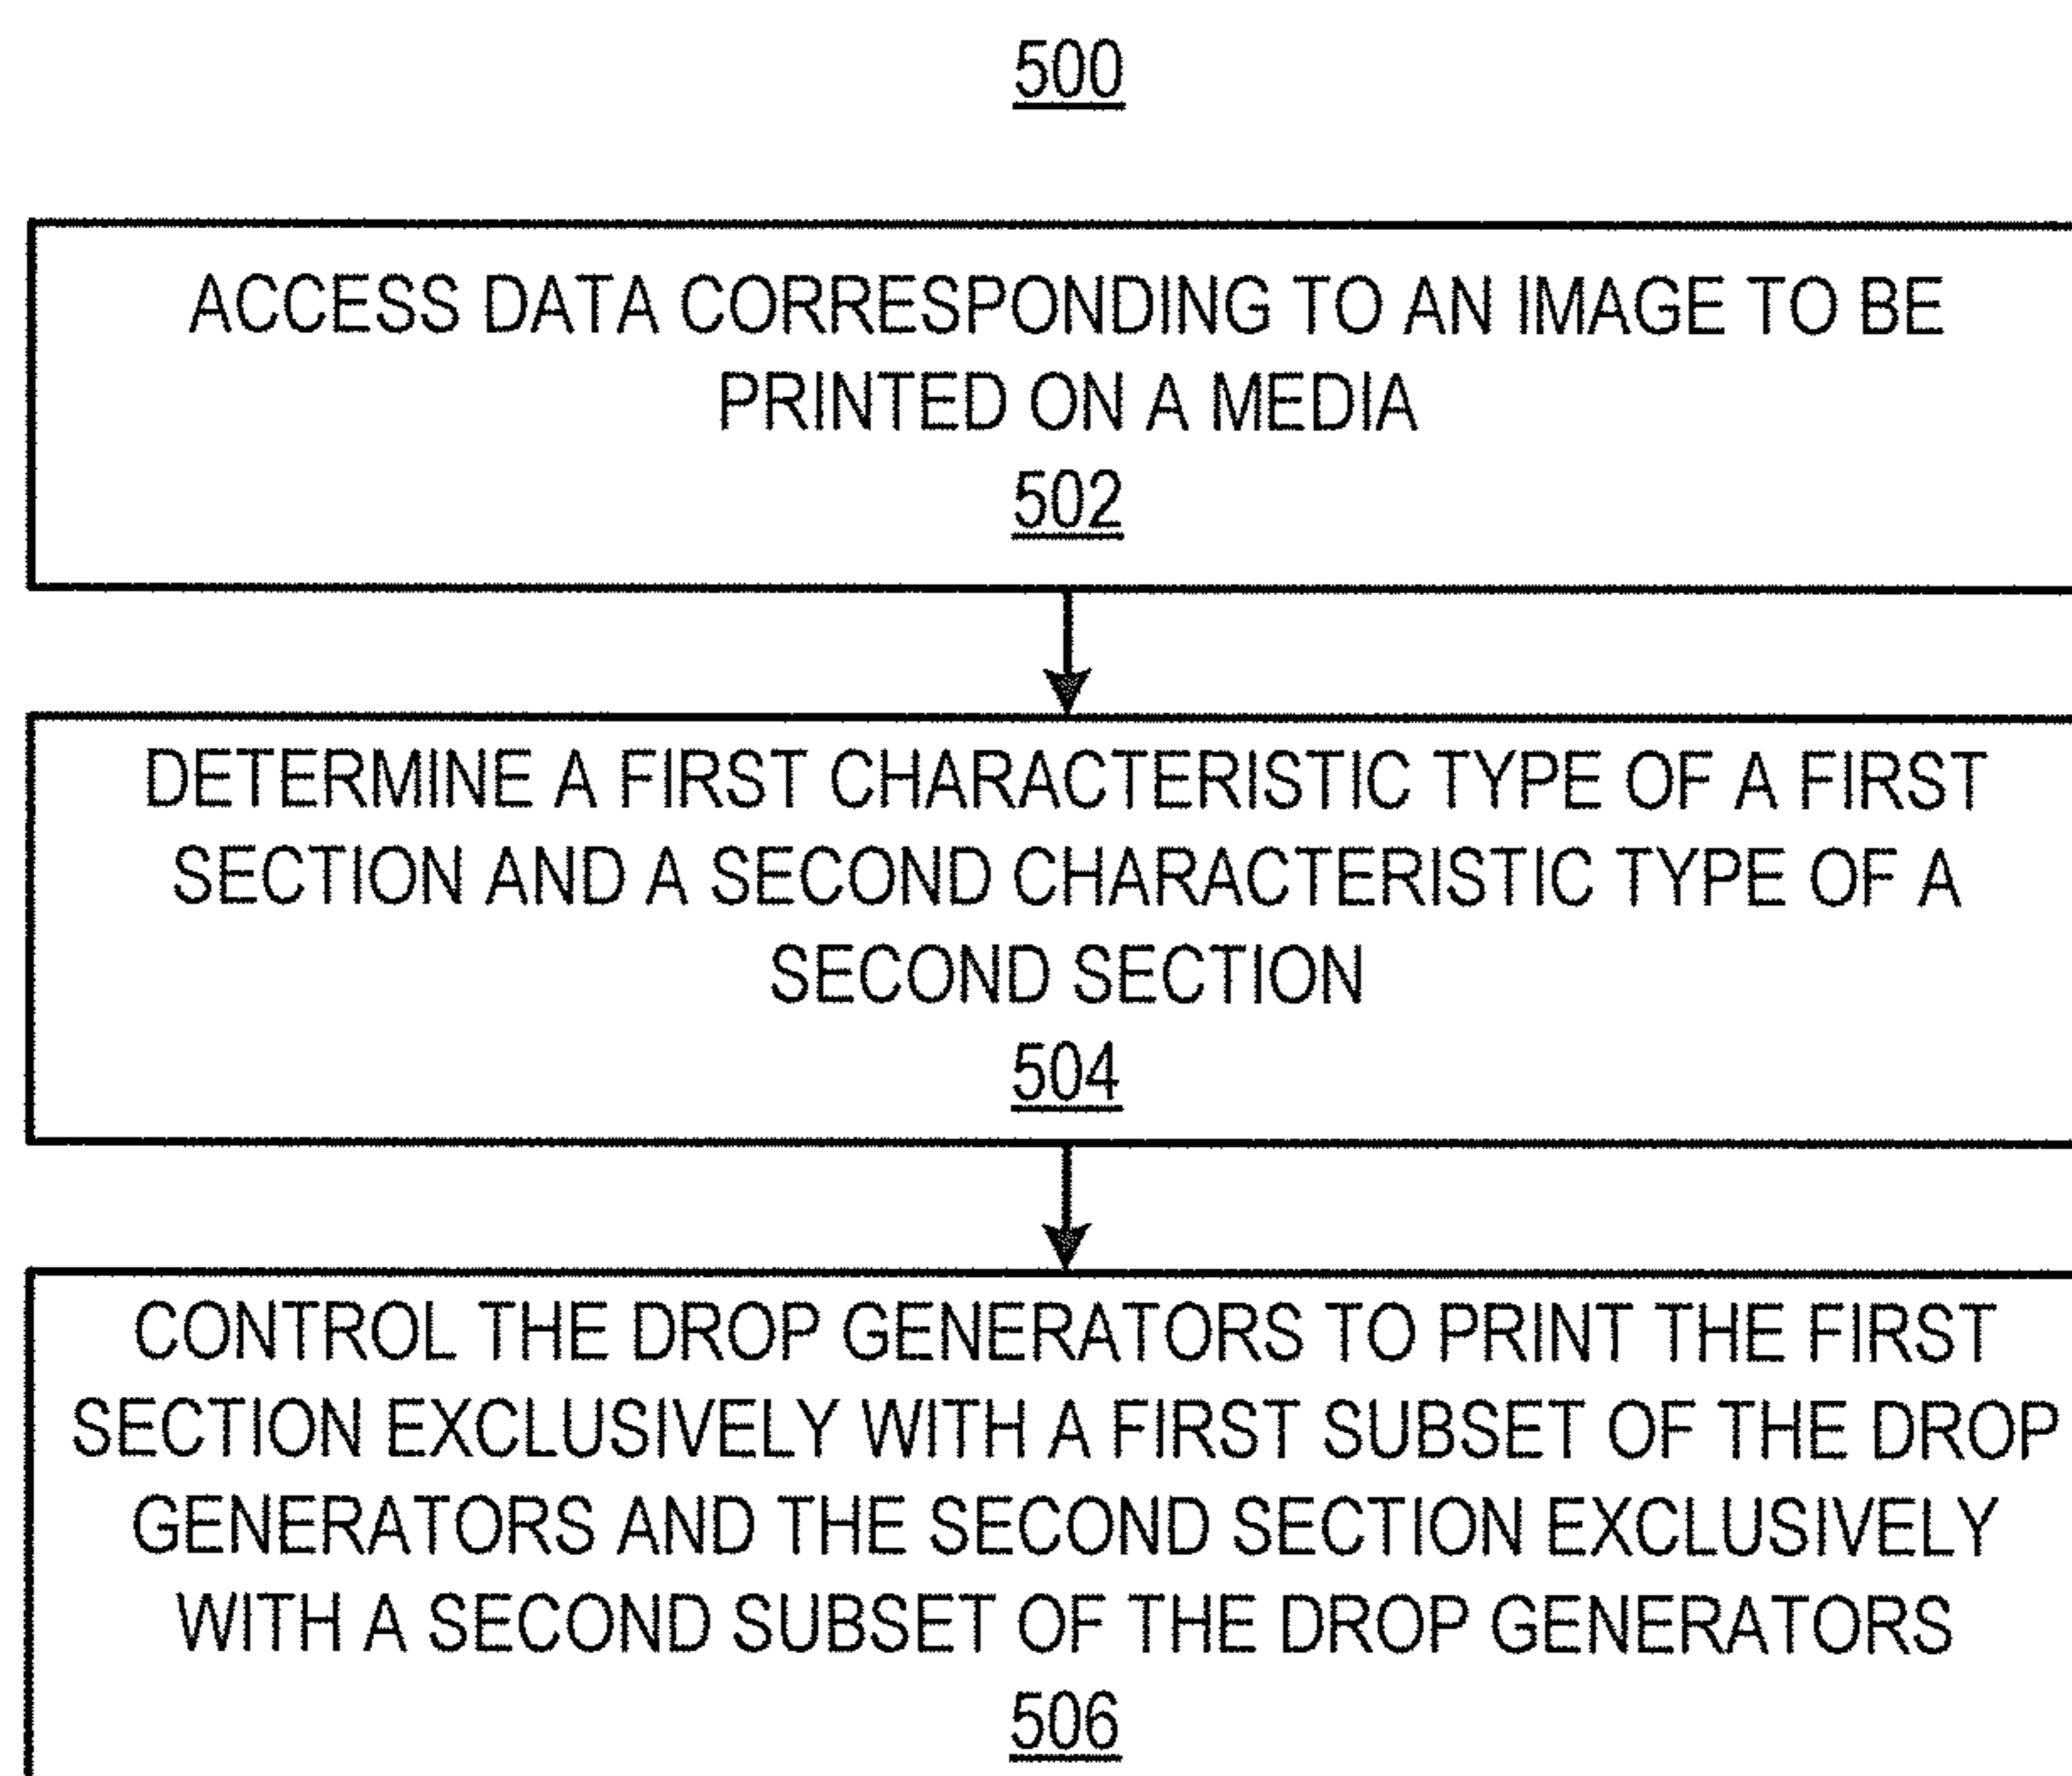 500
ACCESS DATA CORRESPONDING TO AN IMAGE TO BE
PRINTED ON A MEDIA
502
DETERMINE A FIRST CHARACTERISTIC TYPE OF A FIRST
SECTION AND A SECOND CHARACTERISTIC TYPE OF A
SECOND SECTION
504
CONTROL THE DROP GENERATORS TO PRINT THE FIRST
SECTION EXCLUSIVELY WITH A FIRST SUBSET OF THE DROP
GENERATORS AND THE SECOND SECTION EXCLUSIVELY
WITH A SECOND SUBSET OF THE DROP GENERATORS
506